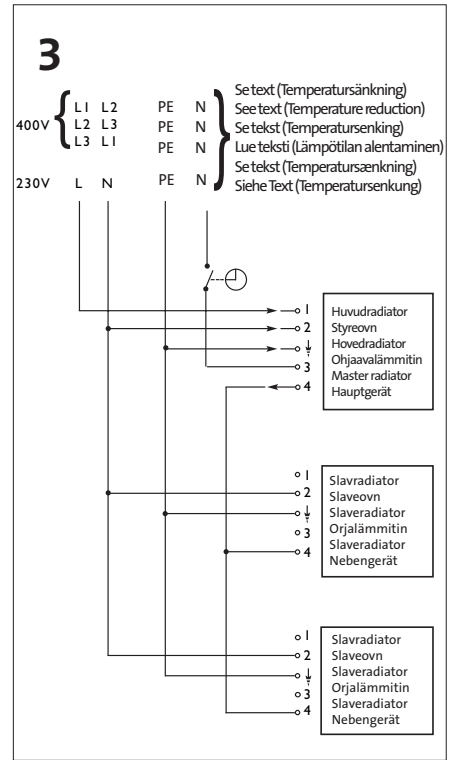 3
400V { L1 L2 PE N } Se text (Temperatursänkning)
L2 L3 PE N See text (Temperature reduction)
L3 L1 PE N Se tekst (Temperatursenking)
Lue teksti (Lämpötilan alentaminen)
Se tekst (Temperatursænkning)
230V L N PE N Siehe Text (Temperatursenkung)
1 Huvudradiator
2 Styreovn
Hovedradiator
3 Ohjaavalämmitin
Master radiator
4 Hauptgerät
1 Slavradiator
2 Slaveovn
Slaveradiator
3 Orjalämmitin
4 Slaveradiator
Nebengerät
1 Slavradiator
2 Slaveovn
Slaveradiator
3 Orjalämmitin
4 Slaveradiator
Nebengerät